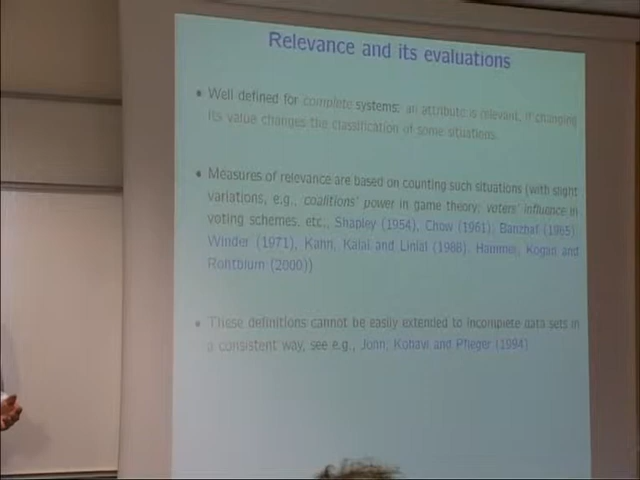 Relevance and its evaluations
• Well defined for complete systems: an attribute is relevant, if changing
its value changes the classification of some situations.
• Measures of relevance are based on counting such situations (with slight
variations, e.g., coalitions' power in game theory; voters' influence in
voting schemes, etc., Shapley (1954), Chow (1961), Banzhaf (1965),
Winder (1971), Kahn, Kalai and Linial (1988), Hammer, Kogan and
Rothblum (2000))
• These definitions cannot be easily extended to incomplete data sets in
a consistent way, see e.g., John, Kohavi and Pfleger (1994)